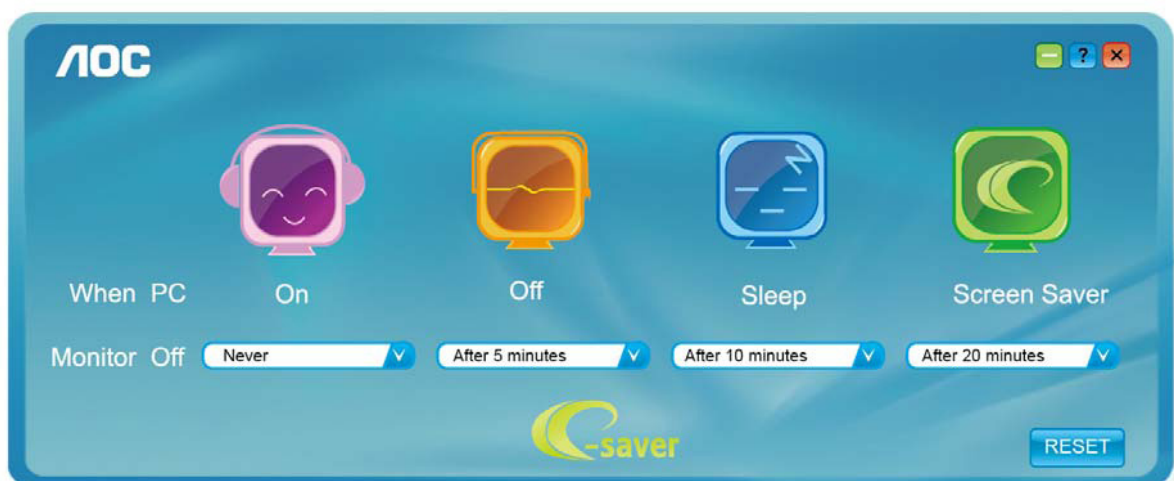 AOC
?
When PC On Off Sleep Screen Saver
Monitor Off Never After 5 minutes After 10 minutes After 20 minutes
e-saver
RESET